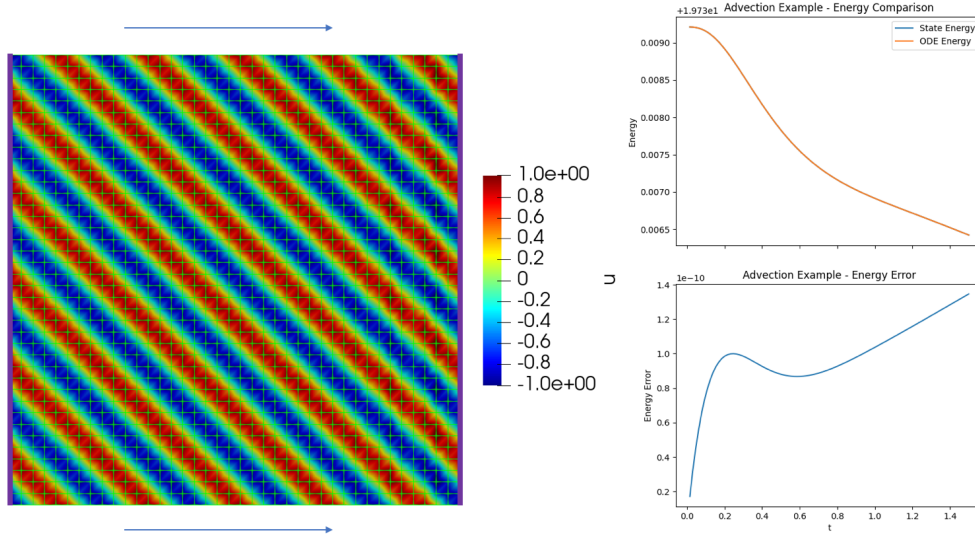 1.0e+00
0.8
0.6
0.4
0.2
0
-0.2
-0.4
-0.6
-0.8
-1.0e+00
u
+1.973e1
Advection Example - Energy Comparison
State Energy
ODE Energy
0.0090
0.0085
0.0080
0.0075
0.0070
0.0065
Energy
1e-10
Advection Example - Energy Error
1.4
1.2
1.0
0.8
0.6
0.4
0.2
Energy Error
0.0 0.2 0.4 0.6 0.8 1.0 1.2 1.4
t